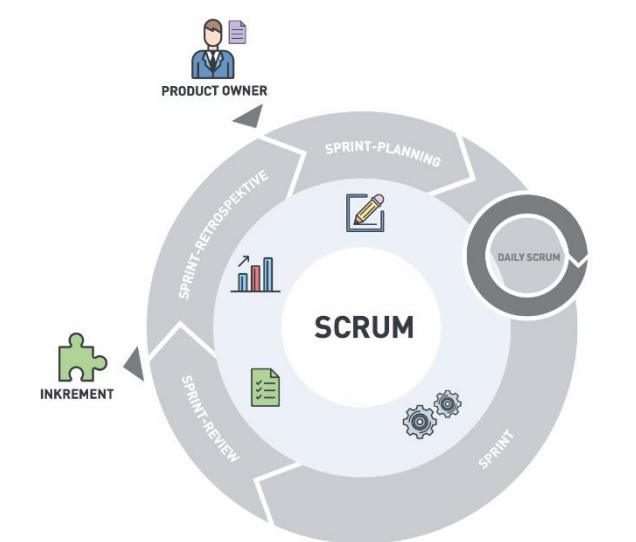 PRODUCT OWNER
SPRINT-PLANNING
SPRINT-RETROSPEKTIVE
DAILY SCRUM
SCRUM
INKREMENT
SPRINT-REVIEW
SPRINT